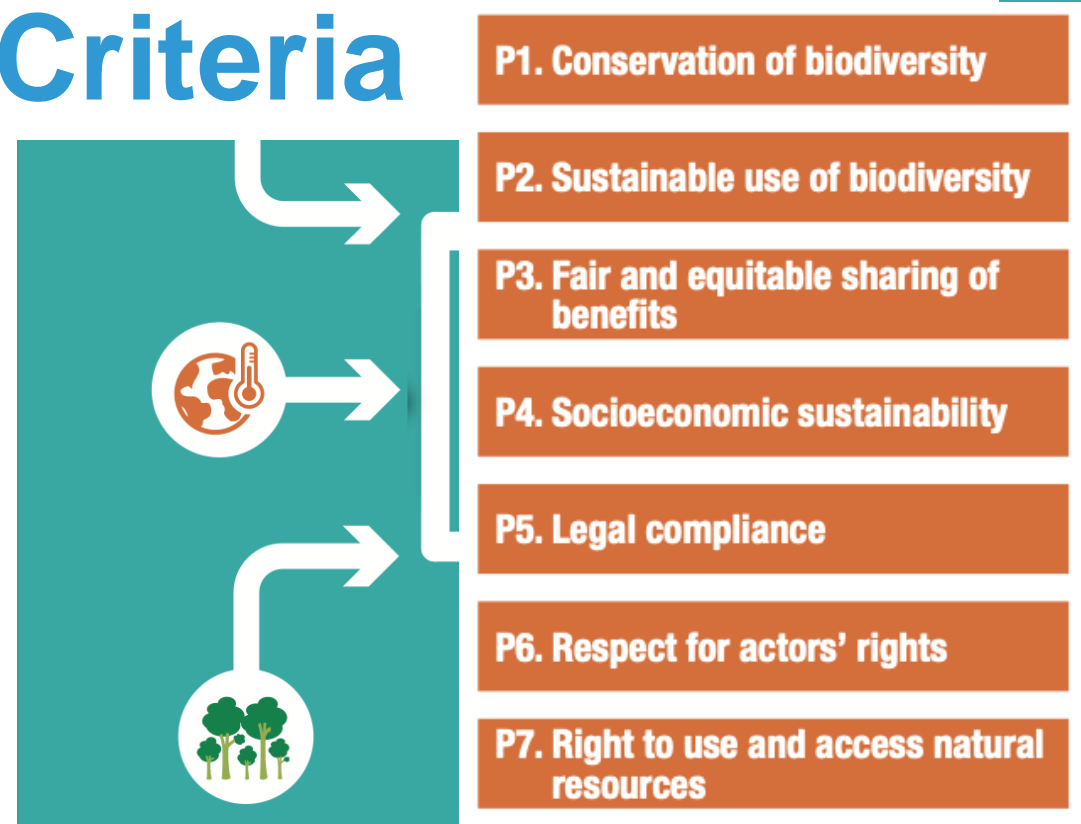 Criteria
P1. Conservation of biodiversity
P2. Sustainable use of biodiversity
P3. Fair and equitable sharing of
benefits
P4. Socioeconomic sustainability
P5. Legal compliance
P6. Respect for actors’ rights
P7. Right to use and access natural
resources